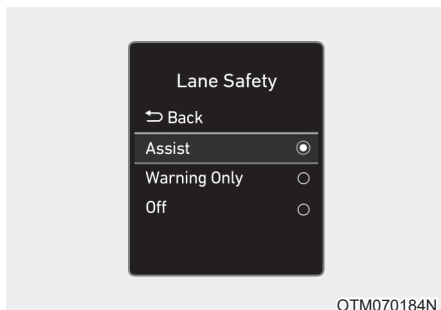 Lane Safety
Back
Assist
Warning Only
Off
OTM070184N